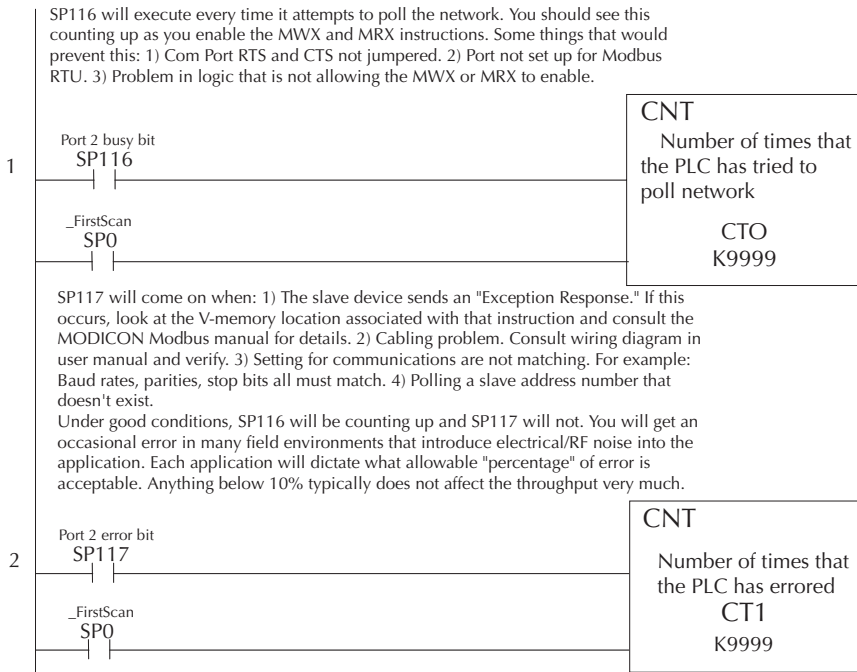 SP116 will execute every time it attempts to poll the network. You should see this
counting up as you enable the MWX and MRX instructions. Some things that would
prevent this: 1) Com Port RTS and CTS not jumpered. 2) Port not set up for Modbus
RTU. 3) Problem in logic that is not allowing the MWX or MRX to enable.
1
Port 2 busy bit
SP116
_FirstScan
SP0
CNT
Number of times that
the PLC has tried to
poll network
CTO
K9999
SP117 will come on when: 1) The slave device sends an "Exception Response." If this
occurs, look at the V-memory location associated with that instruction and consult the
MODICON Modbus manual for details. 2) Cabling problem. Consult wiring diagram in
user manual and verify. 3) Setting for communications are not matching. For example:
Baud rates, parities, stop bits all must match. 4) Polling a slave address number that
doesn't exist.
Under good conditions, SP116 will be counting up and SP117 will not. You will get an
occasional error in many field environments that introduce electrical/RF noise into the
application. Each application will dictate what allowable "percentage" of error is
acceptable. Anything below 10% typically does not affect the throughput very much.
2
Port 2 error bit
SP117
_FirstScan
SP0
CNT
Number of times that
the PLC has errored
CT1
K9999